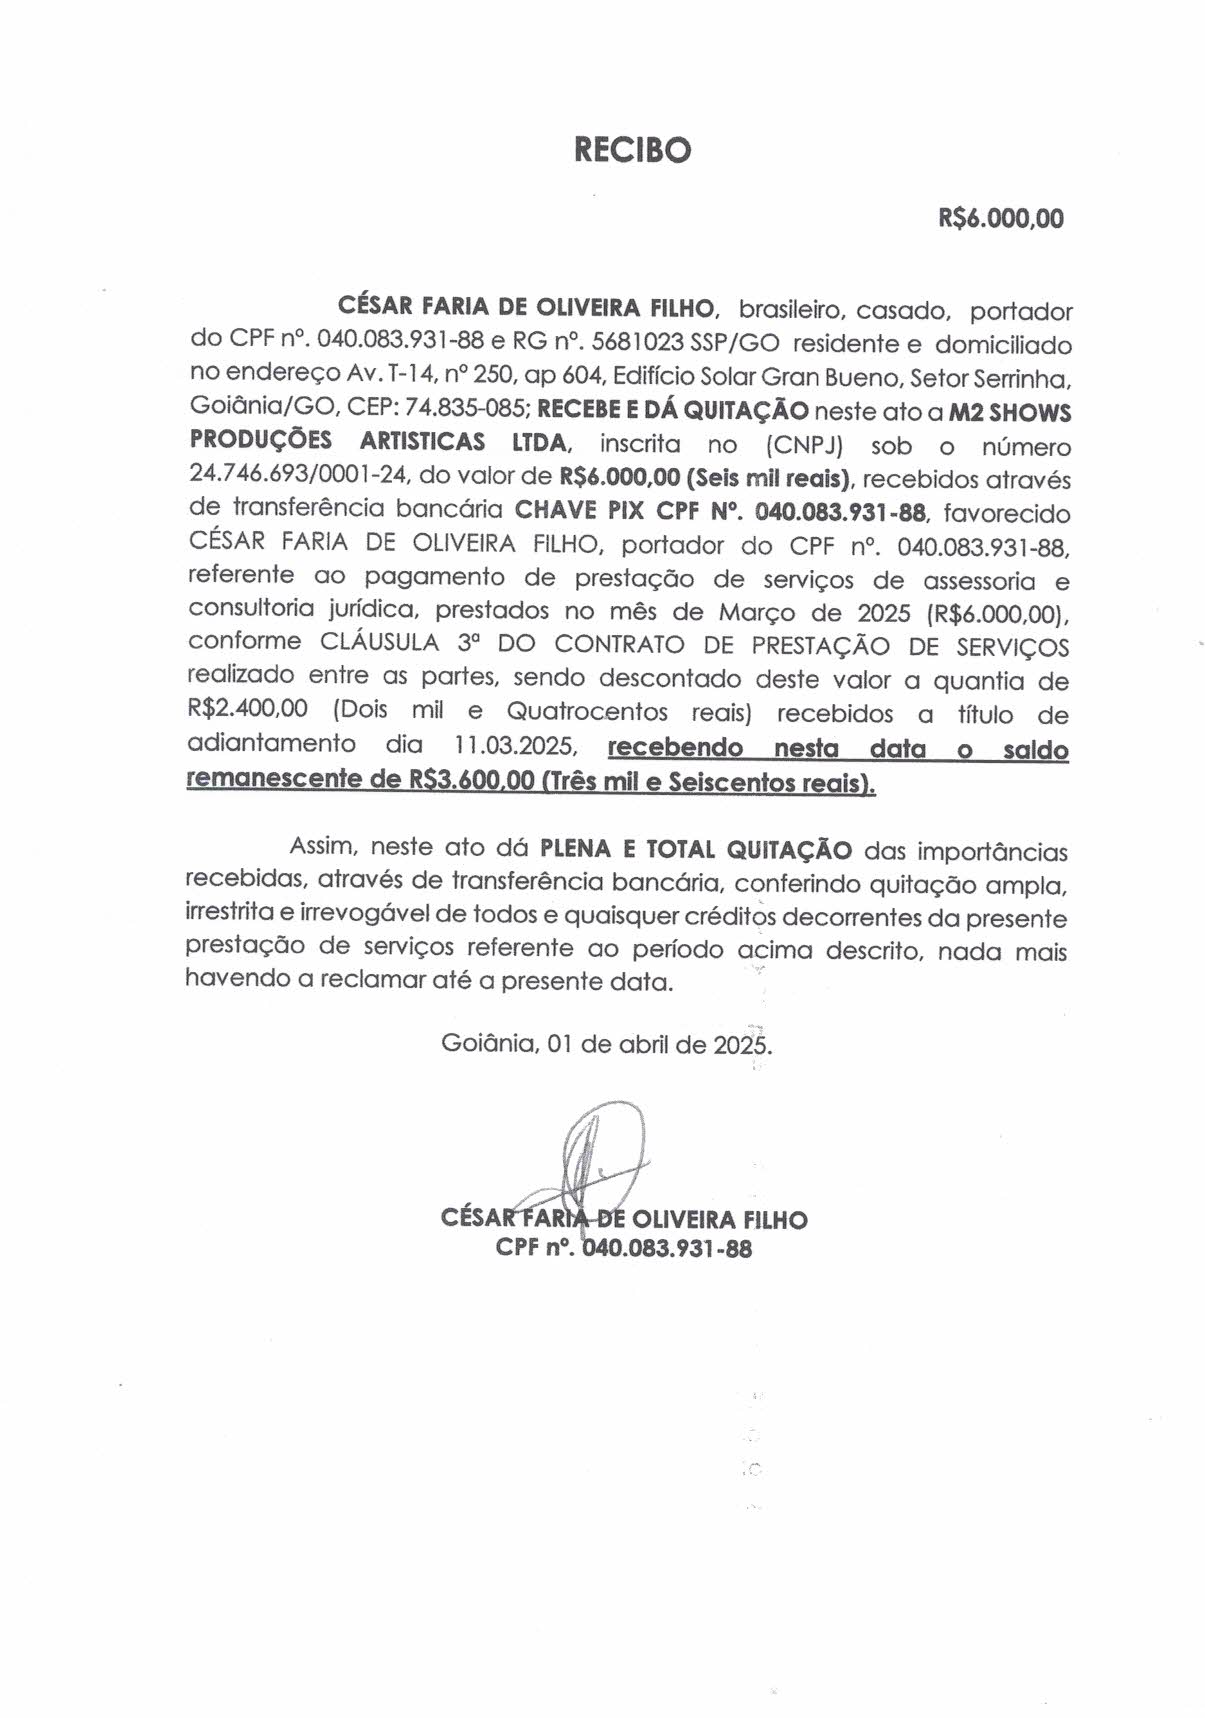 RECIBO
R$6.000,00
CÉSAR FARIA DE OLIVEIRA FILHO, brasileiro, casado, portador
do CPF nº. 040.083.931-88 e RG nº. 5681023 SSP/GO residente e domiciliado
no endereço Av. T-14, nº 250, ap 604, Edifício Solar Gran Bueno, Setor Serrinha,
Goiânia/GO, CEP: 74.835-085; RECEBE E DÁ QUITAÇÃO neste ato a M2 SHOWS
PRODUÇÕES ARTISTICAS LTDA, inscrita no (CNPJ) sob o número
24.746.693/0001-24, do valor de R$6.000,00 (Seis mil reais), recebidos através
de transferência bancária CHAVE PIX CPF Nº. 040.083.931-88, favorecido
CÉSAR FARIA DE OLIVEIRA FILHO, portador do CPF nº. 040.083.931-88,
referente ao pagamento de prestação de serviços de assessoria e
consultoria jurídica, prestados no mês de Março de 2025 (R$6.000,00),
conforme CLÁUSULA 3ª DO CONTRATO DE PRESTAÇÃO DE SERVIÇOS
realizado entre as partes, sendo descontado deste valor a quantia de
R$2.400,00 (Dois mil e Quatrocentos reais) recebidos a título de
adiantamento dia 11.03.2025, recebendo nesta data o saldo
remanescente de R$3.600,00 (Três mil e Seiscentos reais).
Assim, neste ato dá PLENA E TOTAL QUITAÇÃO das importâncias
recebidas, através de transferência bancária, conferindo quitação ampla,
irrestrita e irrevogável de todos e quaisquer créditos decorrentes da presente
prestação de serviços referente ao período acima descrito, nada mais
havendo a reclamar até a presente data.
Goiânia, 01 de abril de 2025.
CÉSAR FARIA DE OLIVEIRA FILHO
CPF nº. 040.083.931-88